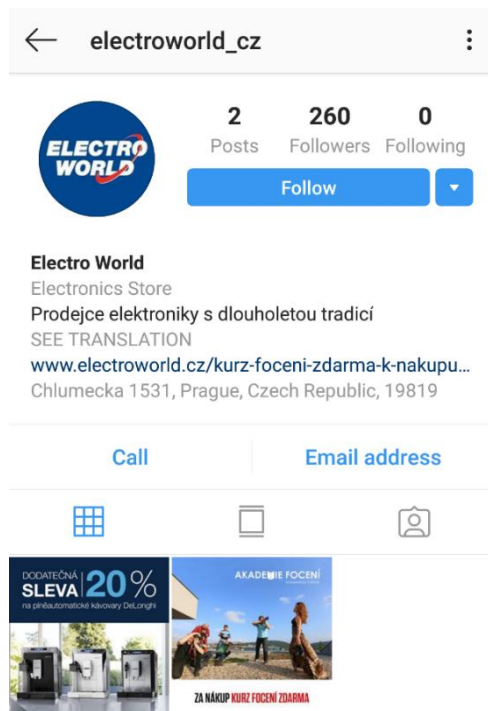 electroworld_cz
ELECTRO
WORLD
2 260 0
Posts Followers Following
Follow
Electro World
Electronics Store
Prodejce elektroniky s dlouholetou tradicí
SEE TRANSLATION
www.electroworld.cz/kurz-foceni-zdarma-k-nakupu...
Chlumecka 1531, Prague, Czech Republic, 19819
Call Email address
DODATEČNÁ
SLEVA 20%
na plněautomatické kávovary DeLonghi
AKADEMIE FOCENÍ
ZA NÁKUP KURZ FOCENÍ ZDARMA